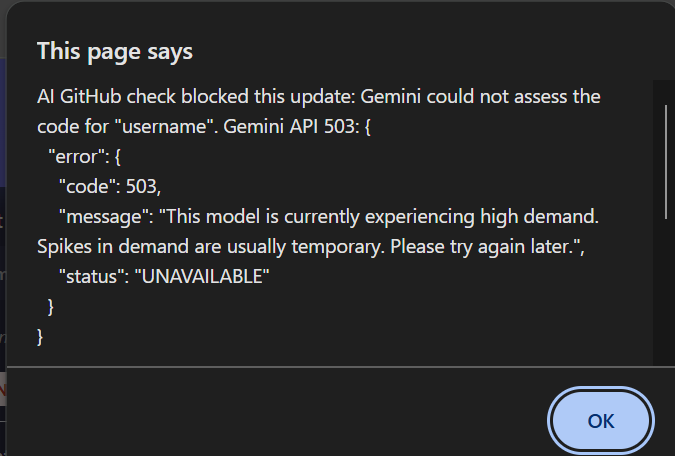 This page says
AI GitHub check blocked this update: Gemini could not assess the
code for "username". Gemini API 503: {
"error": {
"code": 503,
"message": "This model is currently experiencing high demand.
Spikes in demand are usually temporary. Please try again later.",
"status": "UNAVAILABLE"
}
}
OK